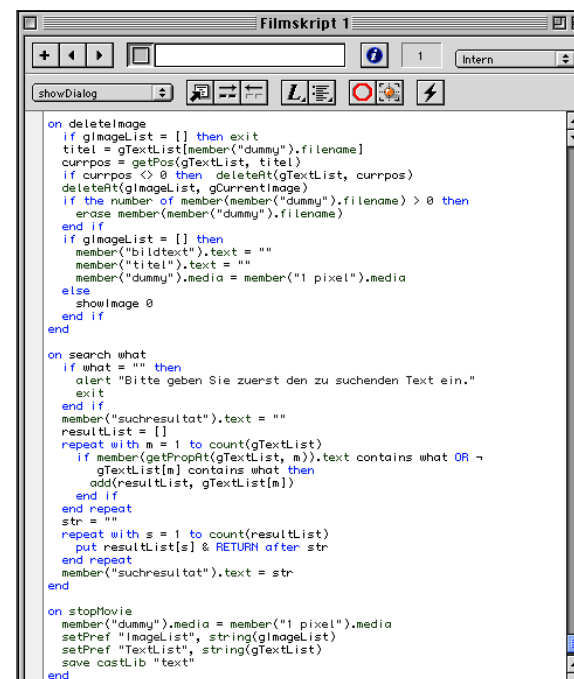 Filmskript 1
1
Intern
showDialog
on deleteImage
if gImageList = [] then exit
titel = gTextList[member("dummy").filename]
currpos = getPos(gTextList, titel)
if currpos <> 0 then deleteAt(gTextList, currpos)
deleteAt(gImageList, gCurrentImage)
if the number of member(member("dummy").filename) > 0 then
erase member(member("dummy").filename)
end if
if gImageList = [] then
member("bildtext").text = ""
member("titel").text = ""
member("dummy").media = member("1 pixel").media
else
showImage 0
end if
end
on search what
if what = "" then
alert "Bitte geben Sie zuerst den zu suchenden Text ein."
exit
end if
member("suchresultat").text = ""
resultList = []
repeat with m = 1 to count(gTextList)
if member(getPropAt(gTextList, m)).text contains what OR ¬
gTextList[m] contains what then
add(resultList, gTextList[m])
end if
end repeat
str = ""
repeat with s = 1 to count(resultList)
put resultList[s] & RETURN after str
end repeat
member("suchresultat").text = str
end
on stopMovie
member("dummy").media = member("1 pixel").media
setPref "ImageList", string(gImageList)
setPref "TextList", string(gTextList)
save castLib "text"
end